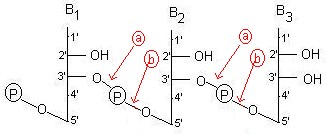 B1 B2 B3
1' a 1' a 1'
2' OH b 2' OH b 2' OH
3' O 3' O 3' OH
P 4' P 4' P 4'
O 5' O 5' O 5'